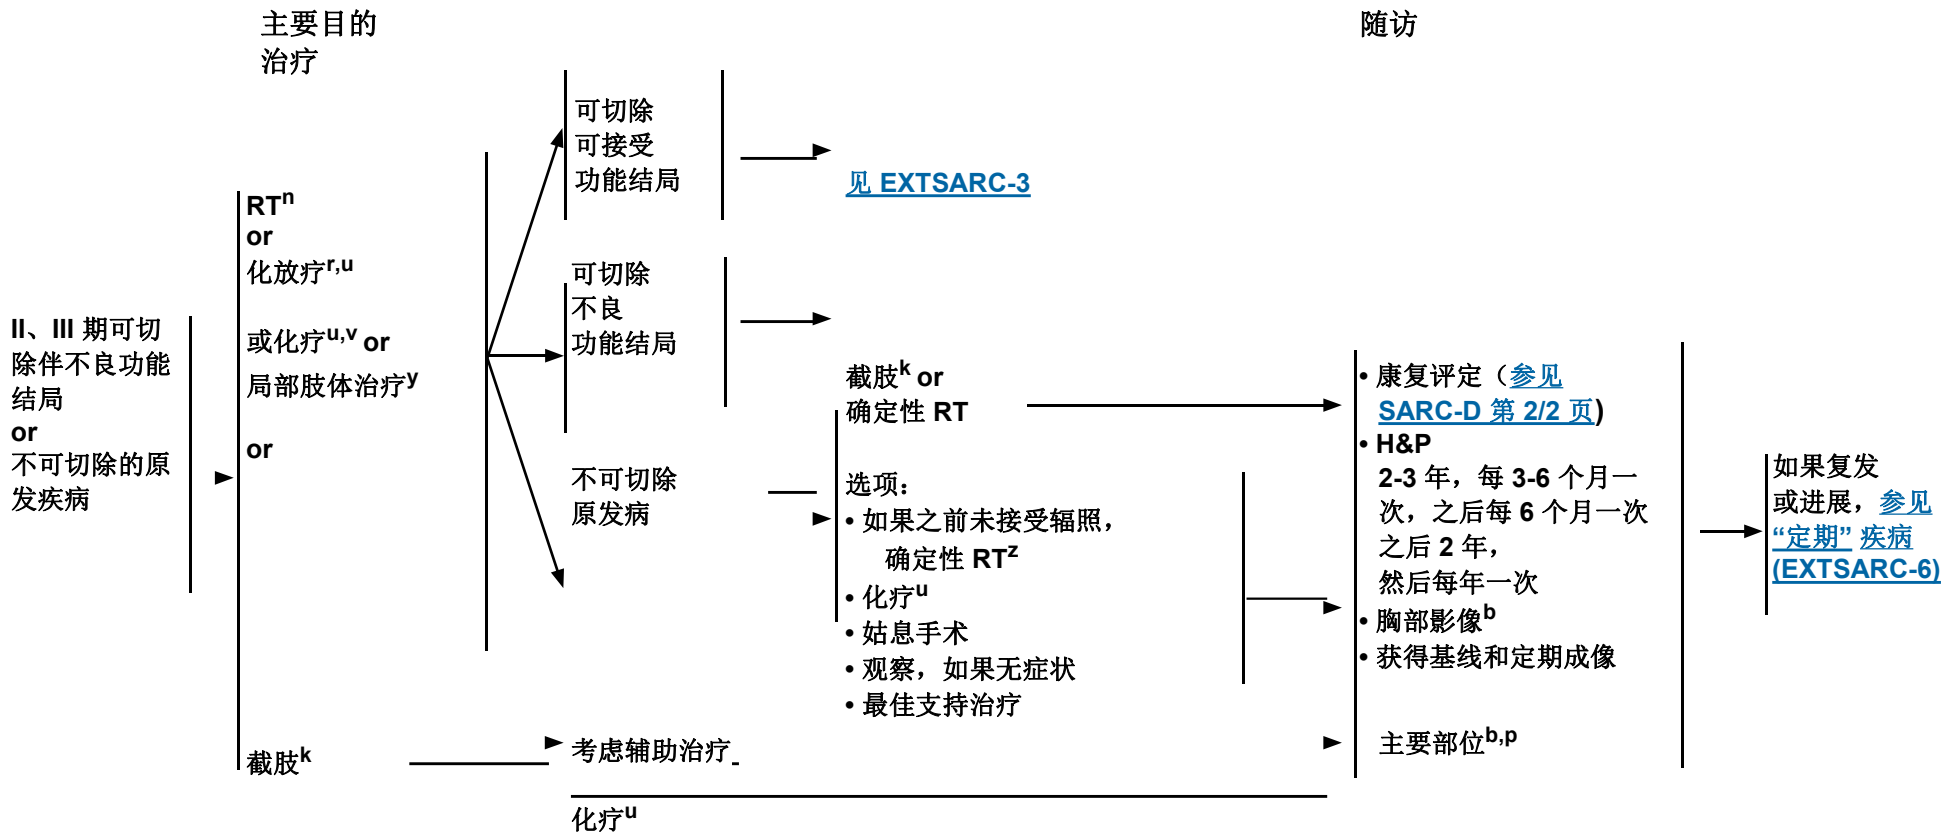 主要目的
治疗
随访
II、III 期可切
除伴不良功能
结局
or
不可切除的原
发疾病
RTⁿ
or
化放疗r,u
或化疗u,v or
局部肢体治疗y
or
截肢k
可切除
可接受
功能结局
见 EXTSARC-3
可切除
不良
功能结局
不可切除
原发病
截肢k or
确定性 RT
选项：
• 如果之前未接受辐照，
确定性 RTz
• 化疗u
• 姑息手术
• 观察，如果无症状
• 最佳支持治疗
考虑辅助治疗
化疗u
• 康复评定（参见
SARC-D 第 2/2 页)
• H&P
2-3 年，每 3-6 个月一
次，之后每 6 个月一次
之后 2 年，
然后每年一次
• 胸部影像b
• 获得基线和定期成像
主要部位b,p
如果复发
或进展，参见
“定期” 疾病
(EXTSARC-6)